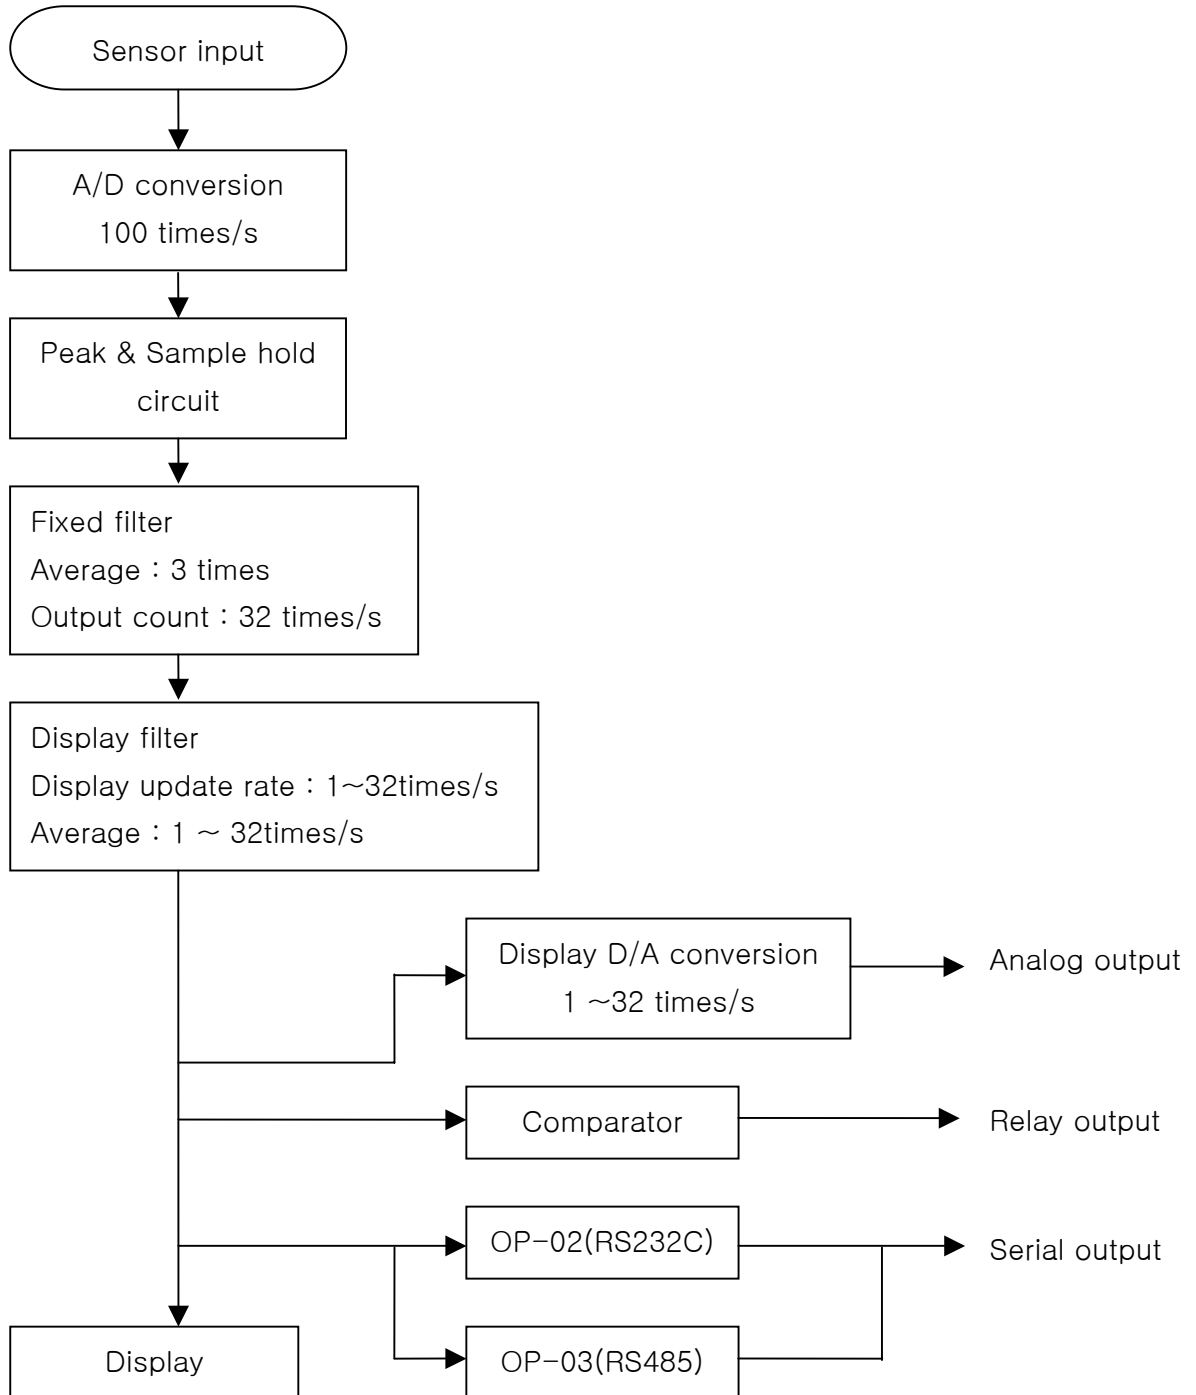 Sensor input
A/D conversion
100 times/s
Peak & Sample hold
circuit
Fixed filter
Average : 3 times
Output count : 32 times/s
Display filter
Display update rate : 1~32times/s
Average : 1 ~ 32times/s
Display D/A conversion
1 ~32 times/s
Analog output
Comparator
Relay output
OP-02(RS232C)
Serial output
Display
OP-03(RS485)